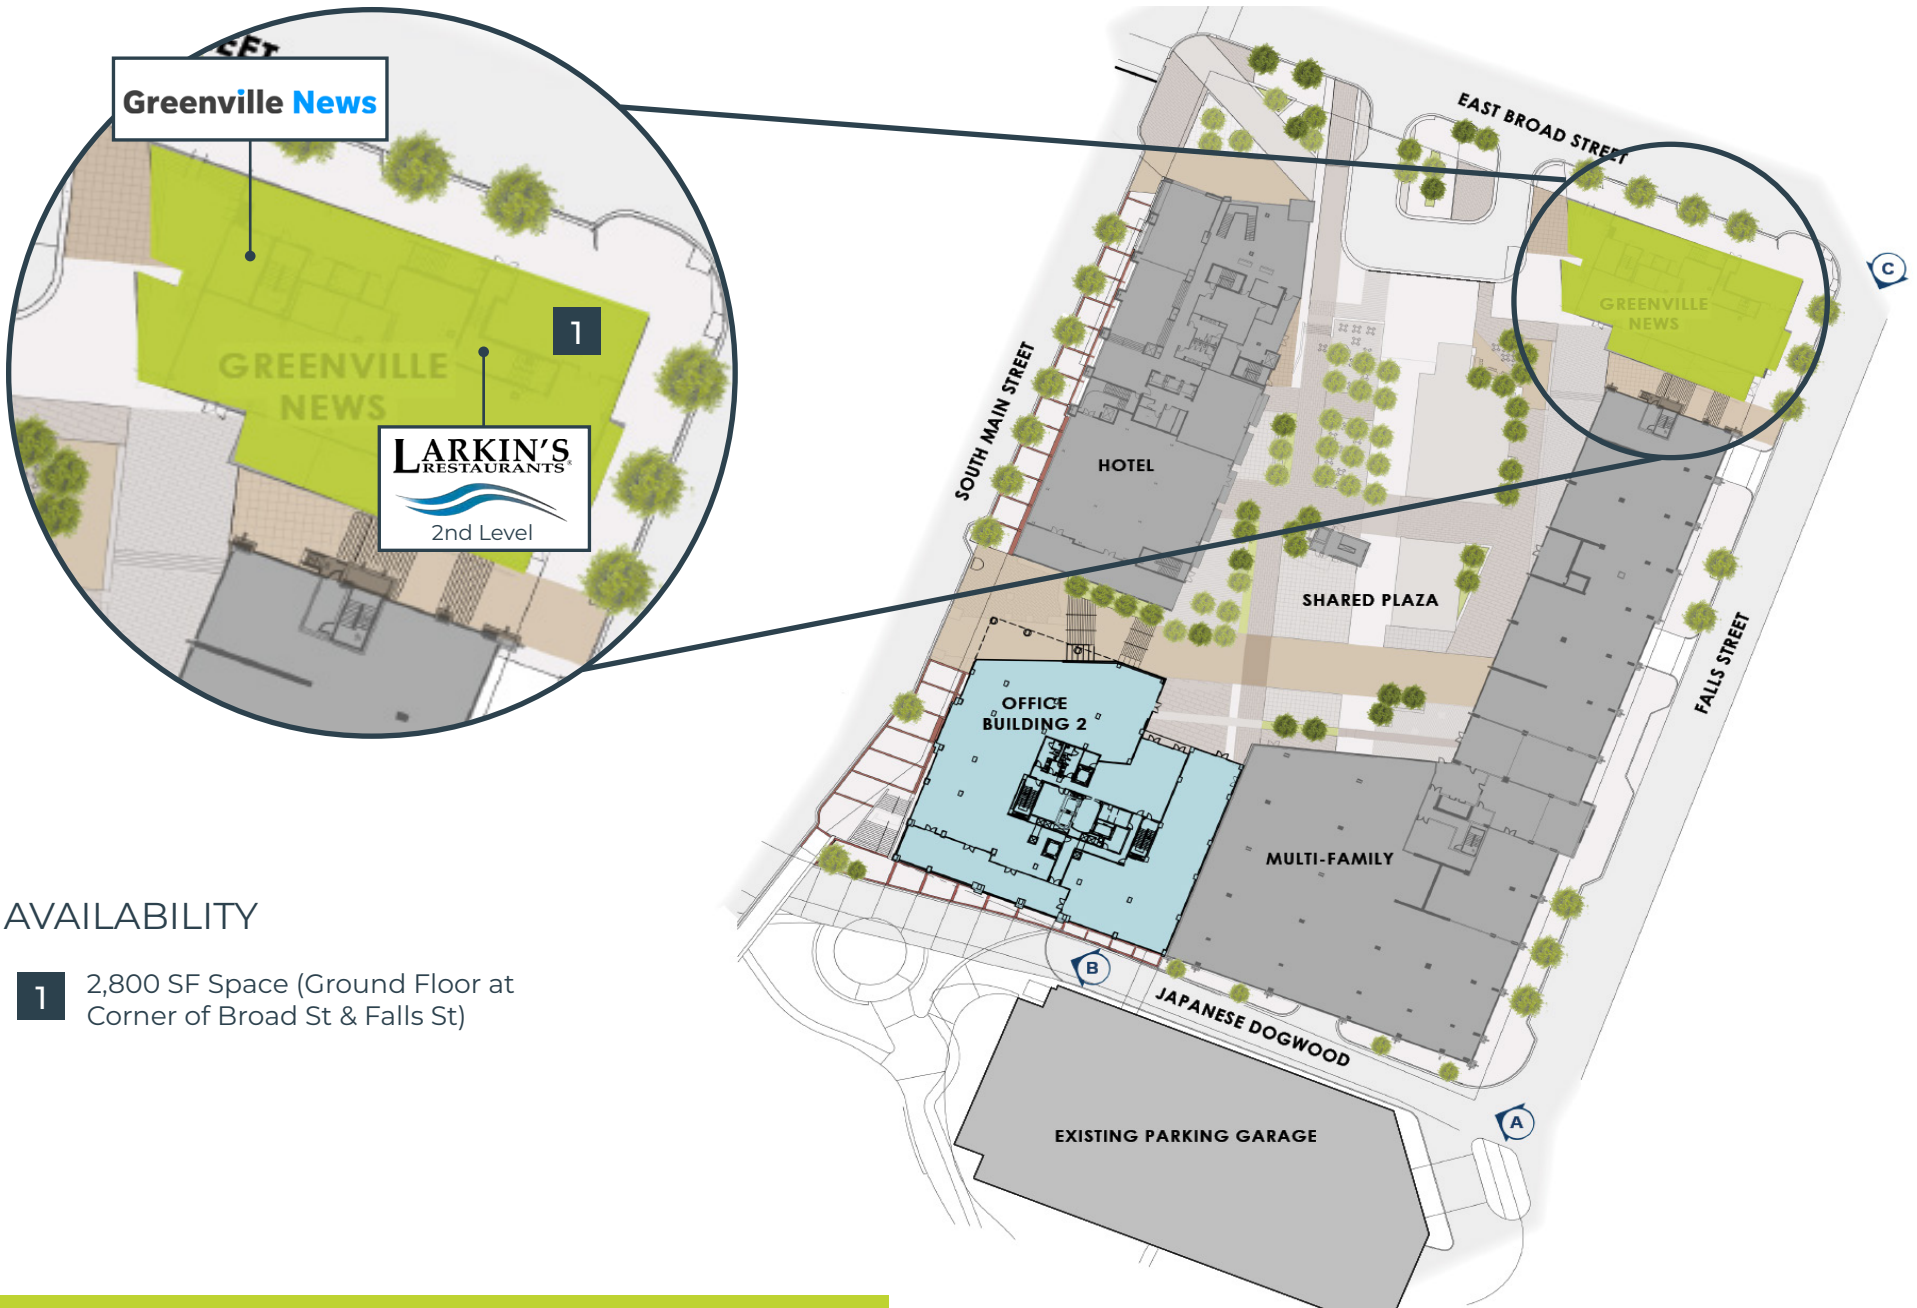 Greenville News
1
GREENVILLE
NEWS
LARKIN'S
RESTAURANTS®
2nd Level
AVAILABILITY
1
2,800 SF Space (Ground Floor at
Corner of Broad St & Falls St)
EAST BROAD STREET
C
GREENVILLE
NEWS
SOUTH MAIN STREET
HOTEL
SHARED PLAZA
FALLS STREET
OFFICE
BUILDING 2
MULTI-FAMILY
B
JAPANESE DOGWOOD
A
EXISTING PARKING GARAGE